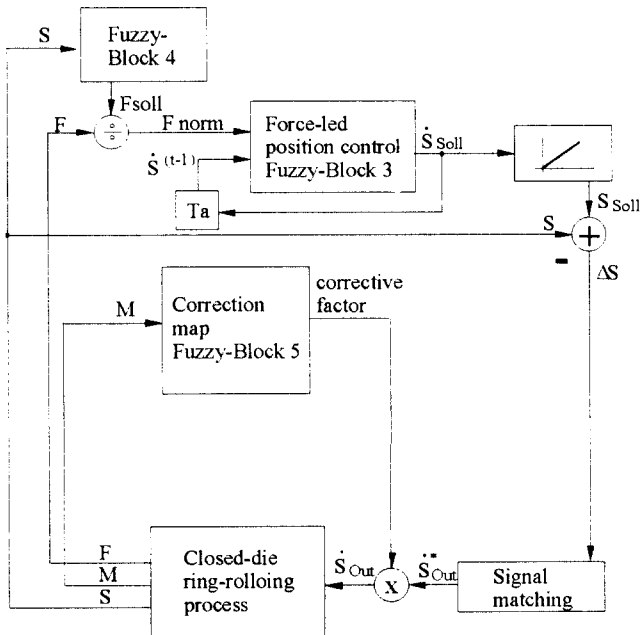 S
Fuzzy-
Block 4
Fsoll
F
÷
F norm
Ṡ (t-1)
Force-led
position control
Fuzzy-Block 3
Ṡ Soll
Ta
S Soll
S
+
-
ΔS
M
Correction
map
Fuzzy-Block 5
corrective
factor
F
M
S
Closed-die
ring-rolloing
process
Ṡ Out
X
Ṡ*Out
Signal
matching